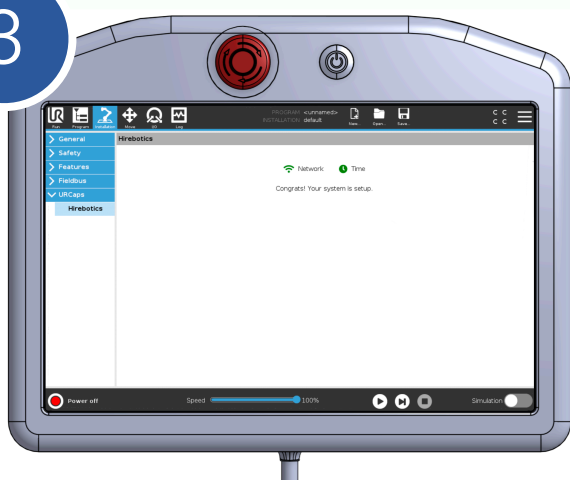 3
PROGRAM <unnamed>
INSTALLATION default
UR
Run Program Installation Move I/O Log New... Open... Save...
C C
C C
General
Safety
Features
Fieldbus
URCaps
Hirebotics
Hirebotics
Network Time
Congrats! Your system is setup.
Power off
Speed 100%
Simulation